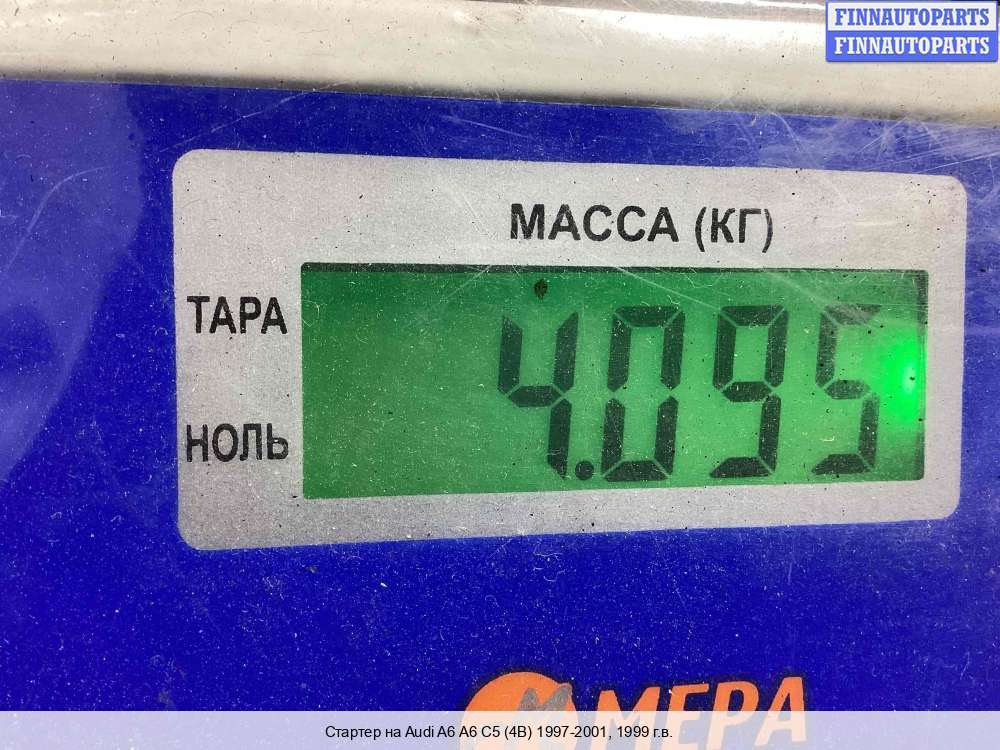 FINNAUTOPARTS
FINNAUTOPARTS
МАССА (КГ)
ТАРА
4.095
НОЛЬ
МЕРА
Стартер на Audi A6 A6 C5 (4B) 1997-2001, 1999 г.в.